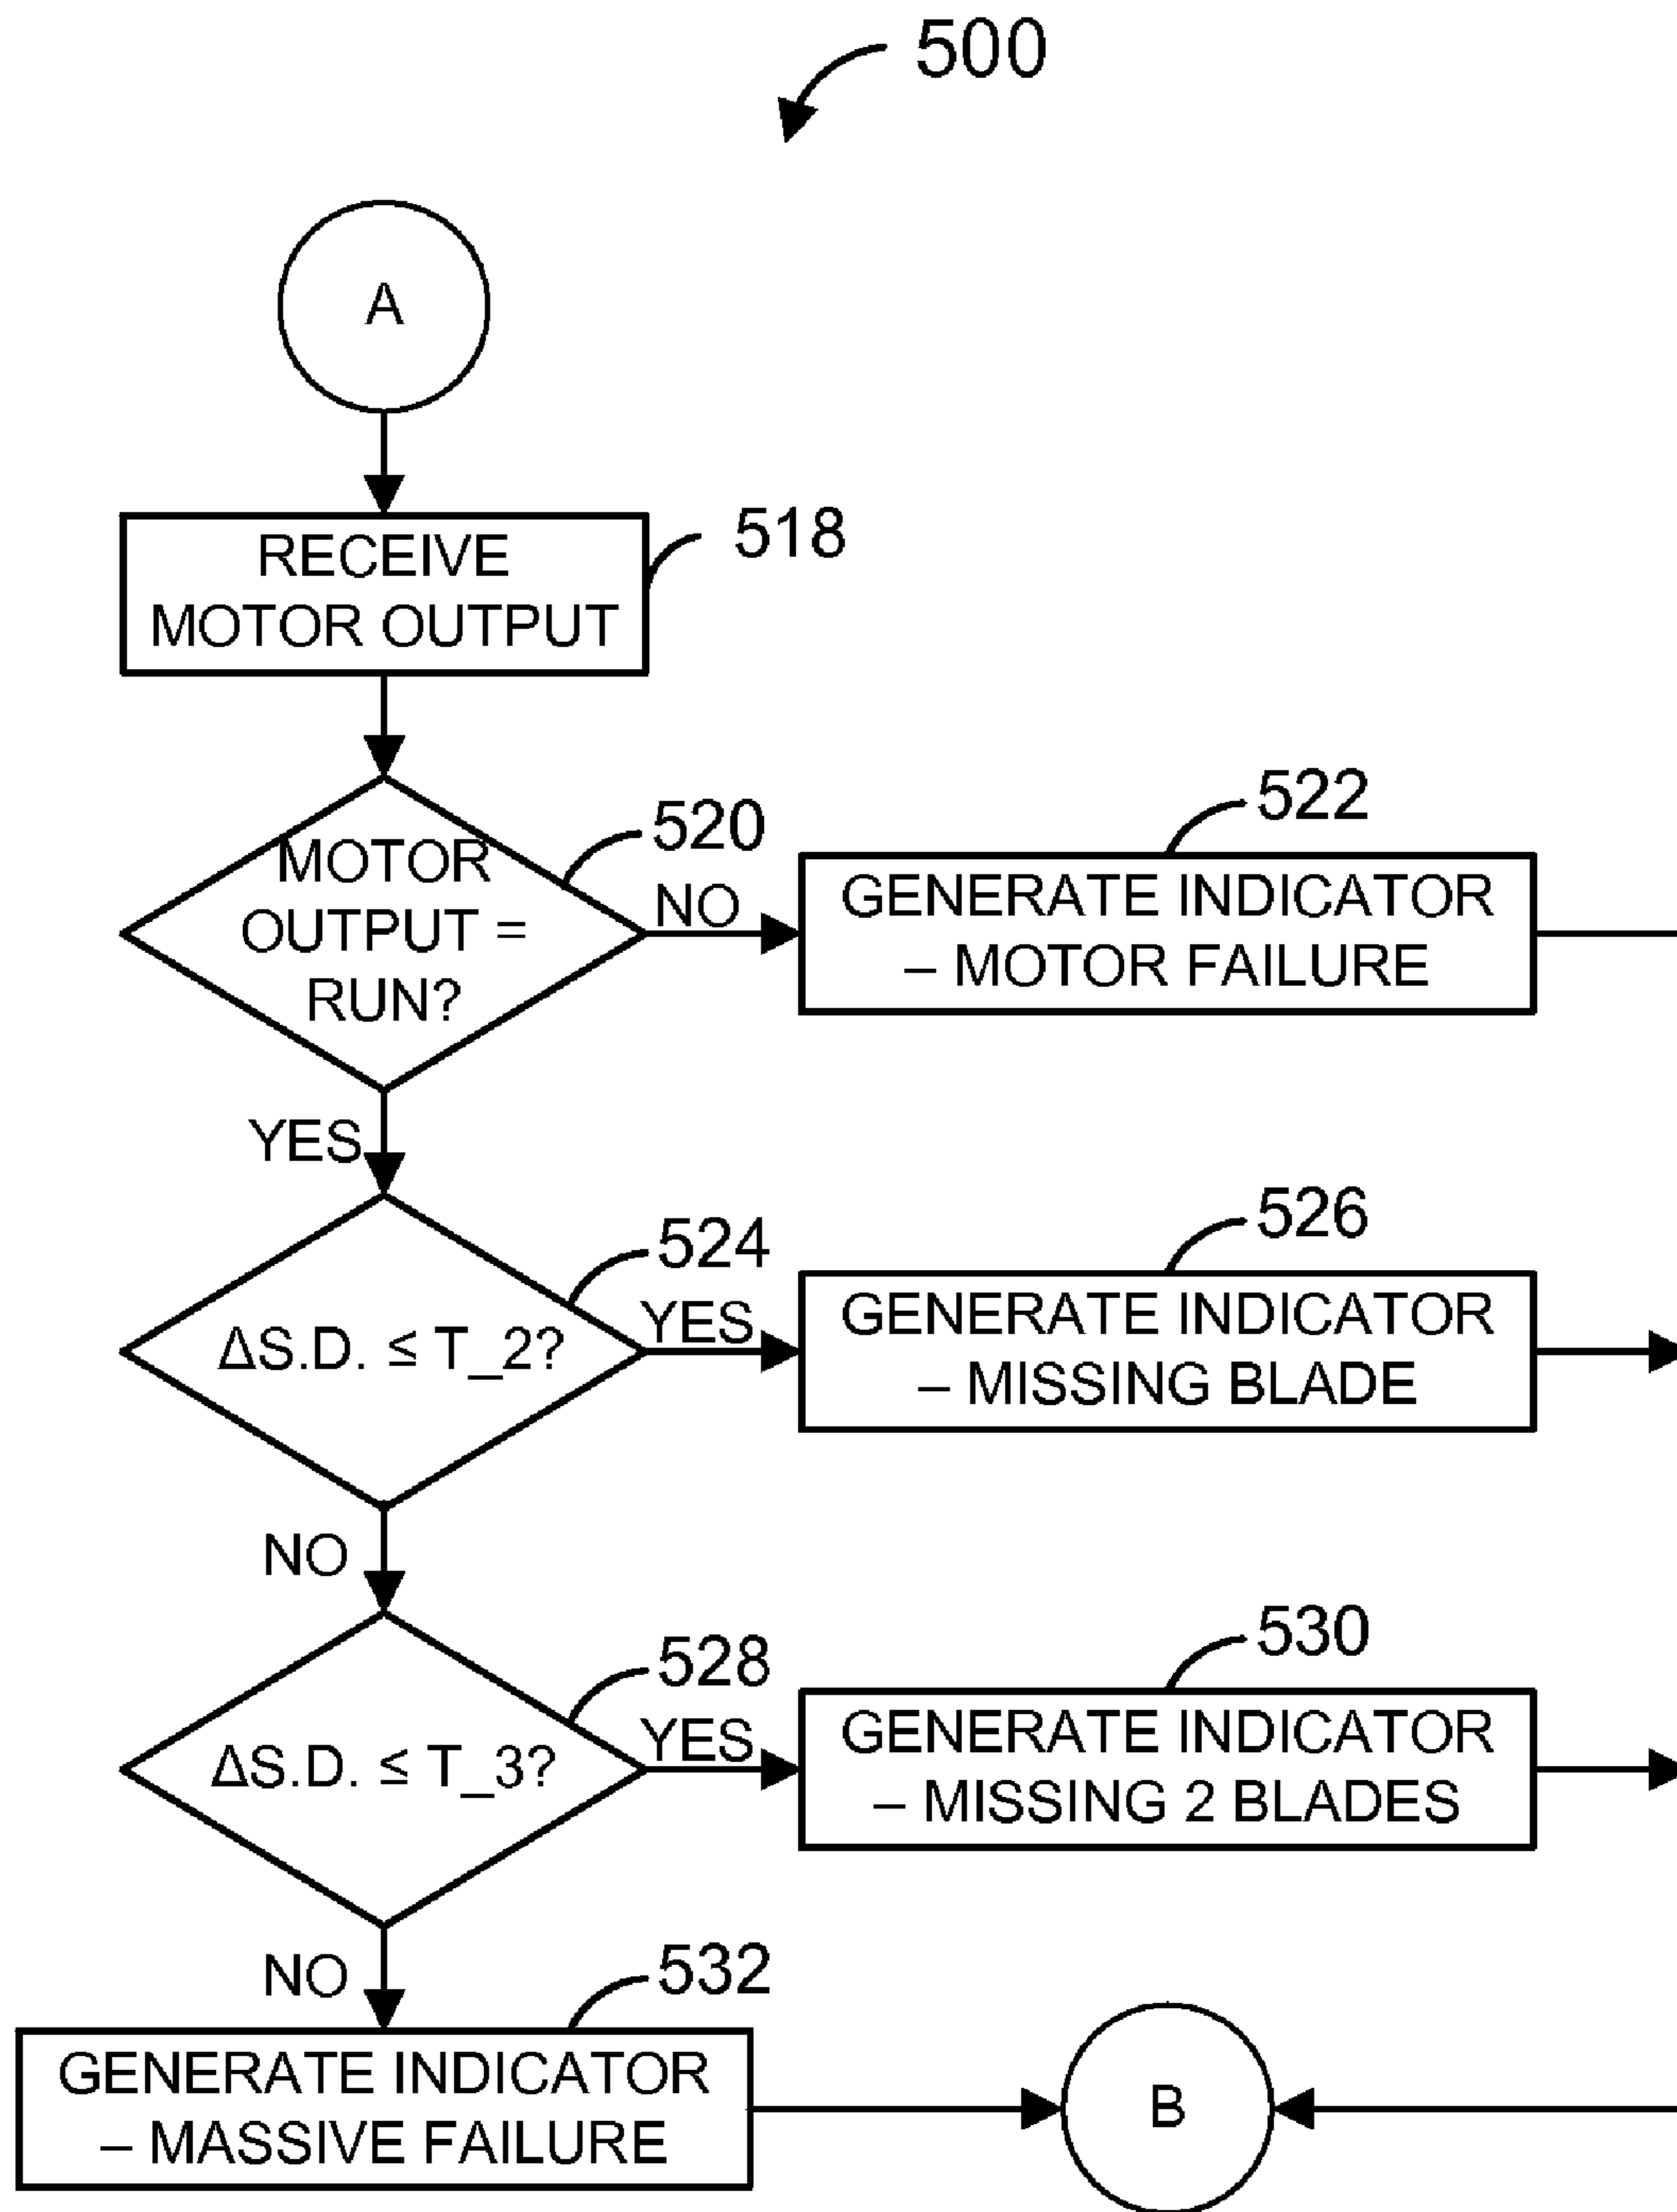 500
A
RECEIVE
MOTOR OUTPUT
518
MOTOR
OUTPUT =
RUN?
520
NO
522
GENERATE INDICATOR
– MOTOR FAILURE
YES
ΔS.D. ≤ T_2?
524
YES
526
GENERATE INDICATOR
– MISSING BLADE
NO
ΔS.D. ≤ T_3?
528
YES
530
GENERATE INDICATOR
– MISSING 2 BLADES
NO
532
GENERATE INDICATOR
– MASSIVE FAILURE
B